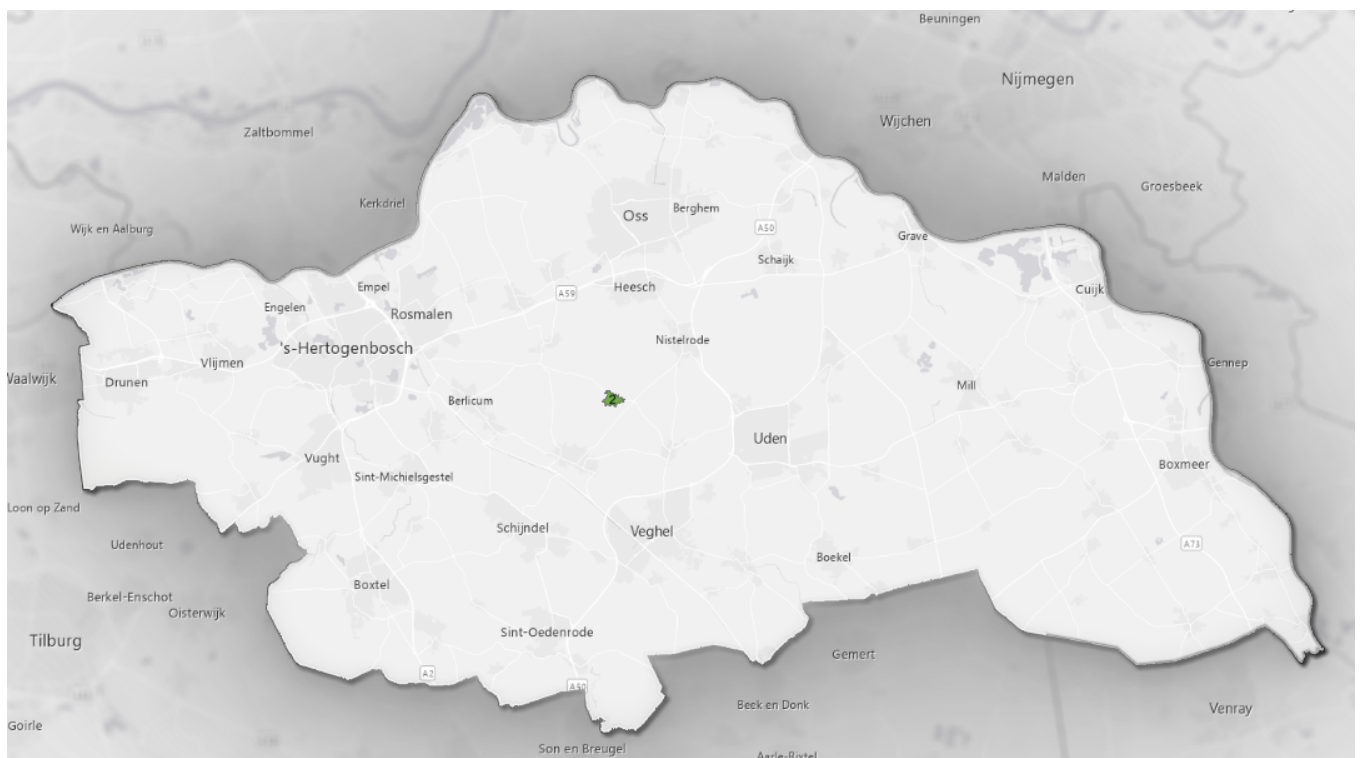 Beuningen
Nijmegen
Wijchen
Zaltbommel
Malden
Groesbeek
Kerkdriel
Berghem
Oss
A50
Wijk en Aalburg
Grave
Schaijk
Empel
Heesch
A59
Cuijk
Engelen
Rosmalen
Nistelrode
's-Hertogenbosch
Vlijmen
Gennep
Waalwijk
Drunen
Mill
Berlicum
2
Uden
Vught
Boxmeer
Sint-Michielsgestel
Loon op Zand
Schijndel
Veghel
Udenhout
A73
Boekel
Boxtel
Berkel-Enschot
Oisterwijk
Sint-Oedenrode
Tilburg
Gemert
A2
A50
Beek en Donk
Venray
Goirle
Son en Breugel
Aarle-Rixtel